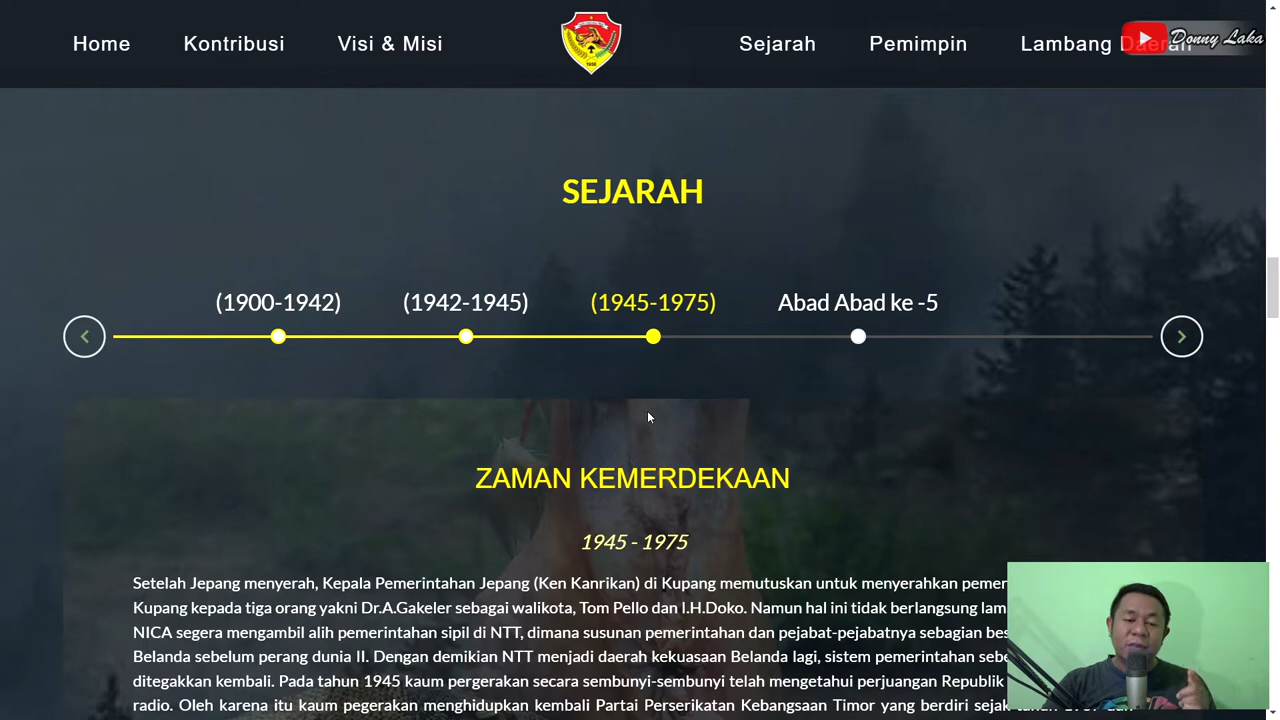 Home Kontribusi Visi & Misi Sejarah Pemimpin Lambang Daerah
Donny Laka
1958
SEJARAH
(1900-1942) (1942-1945) (1945-1975) Abad Abad ke -5
ZAMAN KEMERDEKAAN
1945 - 1975
Setelah Jepang menyerah, Kepala Pemerintahan Jepang (Ken Kanrikan) di Kupang memutuskan untuk menyerahkan
Kupang kepada tiga orang yakni Dr.A.Gakeler sebagai walikota, Tom Pello dan I.H.Doko. Namun hal ini tidak berlangsung
NICA segera mengambil alih pemerintahan sipil di NTT, dimana susunan pemerintahan dan pejabat-pejabatnya sebagian
Belanda sebelum perang dunia II. Dengan demikian NTT menjadi daerah kekuasaan Belanda lagi, sistem pemerintahan
ditegakkan kembali. Pada tahun 1945 kaum pergerakan secara sembunyi-sembunyi telah mengetahui perjuangan Republik
radio. Oleh karena itu kaum pegerakan menghidupkan kembali Partai Perserikatan Kebangsaan Timor yang berdiri sejak